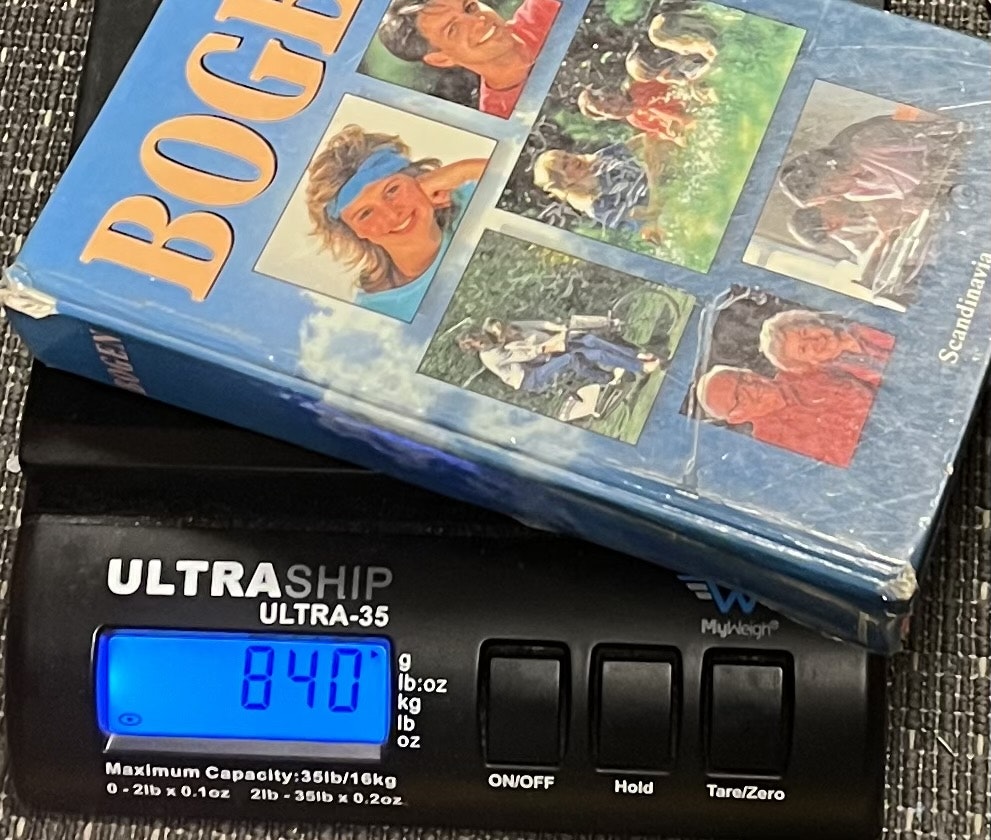 BOGE
Scandinavia
BOGEN
ULTRASHIP
ULTRA-35
MyWeigh®
840
g
lb:oz
kg
lb
oz
ON/OFF
Hold
Tare/Zero
Maximum Capacity:35lb/16kg
0 - 2lb x 0.1oz 2lb - 35lb x 0.2oz